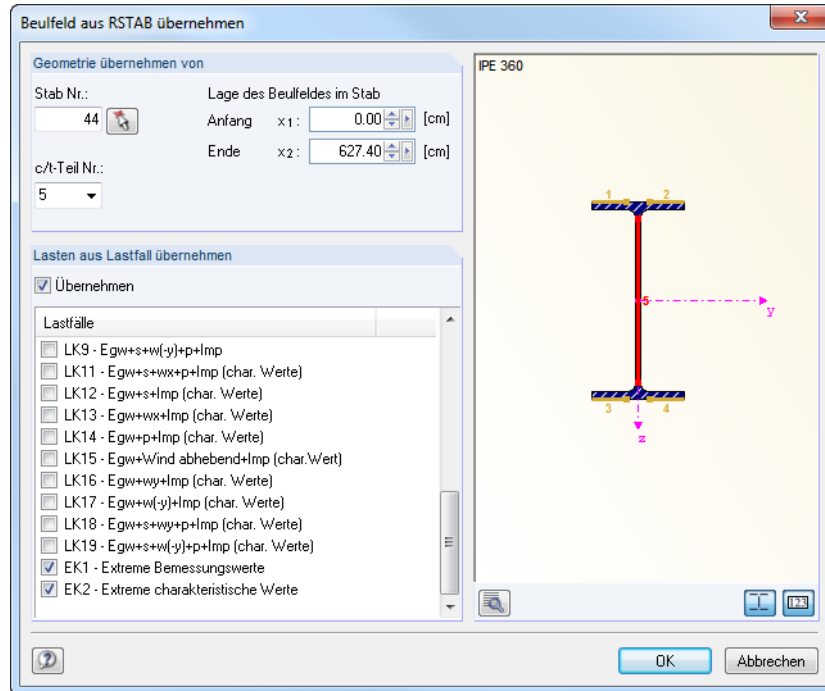 Beulfeld aus RSTAB übernehmen
Geometrie übernehmen von
Stab Nr.:
44
Lage des Beulfeldes im Stab
Anfang x1: 0.00 [cm]
Ende x2: 627.40 [cm]
c/t-Teil Nr.:
5
Lasten aus Lastfall übernehmen
Übernehmen
Lastfälle
LK9 - Egw+s+w(-y)+p+Imp
LK11 - Egw+s+wx+p+Imp (char. Werte)
LK12 - Egw+s+Imp (char. Werte)
LK13 - Egw+wx+Imp (char. Werte)
LK14 - Egw+p+Imp (char. Werte)
LK15 - Egw+Wind abhebend+Imp (char.Wert)
LK16 - Egw+wy+Imp (char. Werte)
LK17 - Egw+w(-y)+Imp (char. Werte)
LK18 - Egw+s+wy+p+Imp (char. Werte)
LK19 - Egw+s+w(-y)+p+Imp (char. Werte)
EK1 - Extreme Bemessungswerte
EK2 - Extreme charakteristische Werte
IPE 360
1 2
5
y
3 4
z
123
OK
Abbrechen